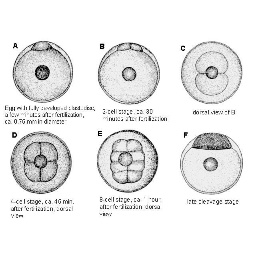 A
B
C
Egg with fully developed blastodisc,
a few minutes after fertilization,
ca. 0.75 mm in diameter
2-cell stage, ca. 30
minutes after fertilization
dorsal view of B
D
E
F
4-cell stage, ca. 45 min.
after fertilization, dorsal
view
8-cell stage, ca. 1 hour
after fertilization, dorsal
view
late cleavage stage